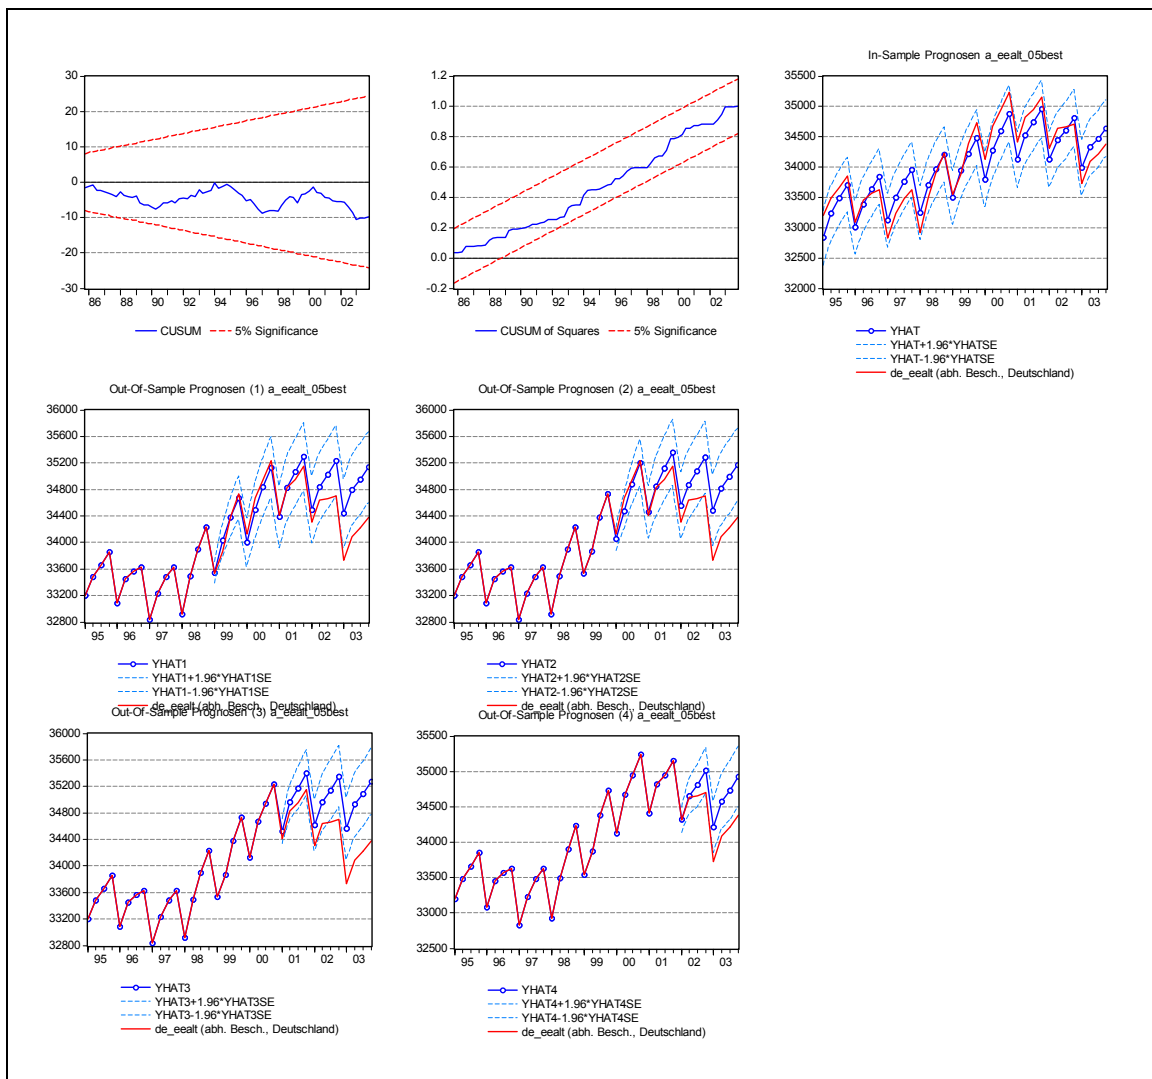 30
20
10
0
-10
-20
-30
86 88 90 92 94 96 98 00 02
CUSUM 5% Significance
1.2
1.0
0.8
0.6
0.4
0.2
0.0
-0.2
86 88 90 92 94 96 98 00 02
CUSUM of Squares 5% Significance
In-Sample Prognosen a_eealt_05best
35500
35000
34500
34000
33500
33000
32500
32000
95 96 97 98 99 00 01 02 03
YHAT
YHAT+1.96*YHATSE
YHAT-1.96*YHATSE
de_eealt (abh. Besch., Deutschland)
Out-Of-Sample Prognosen (1) a_eealt_05best
36000
35600
35200
34800
34400
34000
33600
33200
32800
95 96 97 98 99 00 01 02 03
YHAT1
YHAT1+1.96*YHAT1SE
YHAT1-1.96*YHAT1SE
de_eealt (abh. Besch., Deutschland)
Out-Of-Sample Prognosen (2) a_eealt_05best
36000
35600
35200
34800
34400
34000
33600
33200
32800
95 96 97 98 99 00 01 02 03
YHAT2
YHAT2+1.96*YHAT2SE
YHAT2-1.96*YHAT2SE
de_eealt (abh. Besch., Deutschland)
Out-Of-Sample Prognosen (3) a_eealt_05best
36000
35600
35200
34800
34400
34000
33600
33200
32800
95 96 97 98 99 00 01 02 03
YHAT3
YHAT3+1.96*YHAT3SE
YHAT3-1.96*YHAT3SE
de_eealt (abh. Besch., Deutschland)
Out-Of-Sample Prognosen (4) a_eealt_05best
35500
35000
34500
34000
33500
33000
32500
95 96 97 98 99 00 01 02 03
YHAT4
YHAT4+1.96*YHAT4SE
YHAT4-1.96*YHAT4SE
de_eealt (abh. Besch., Deutschland)